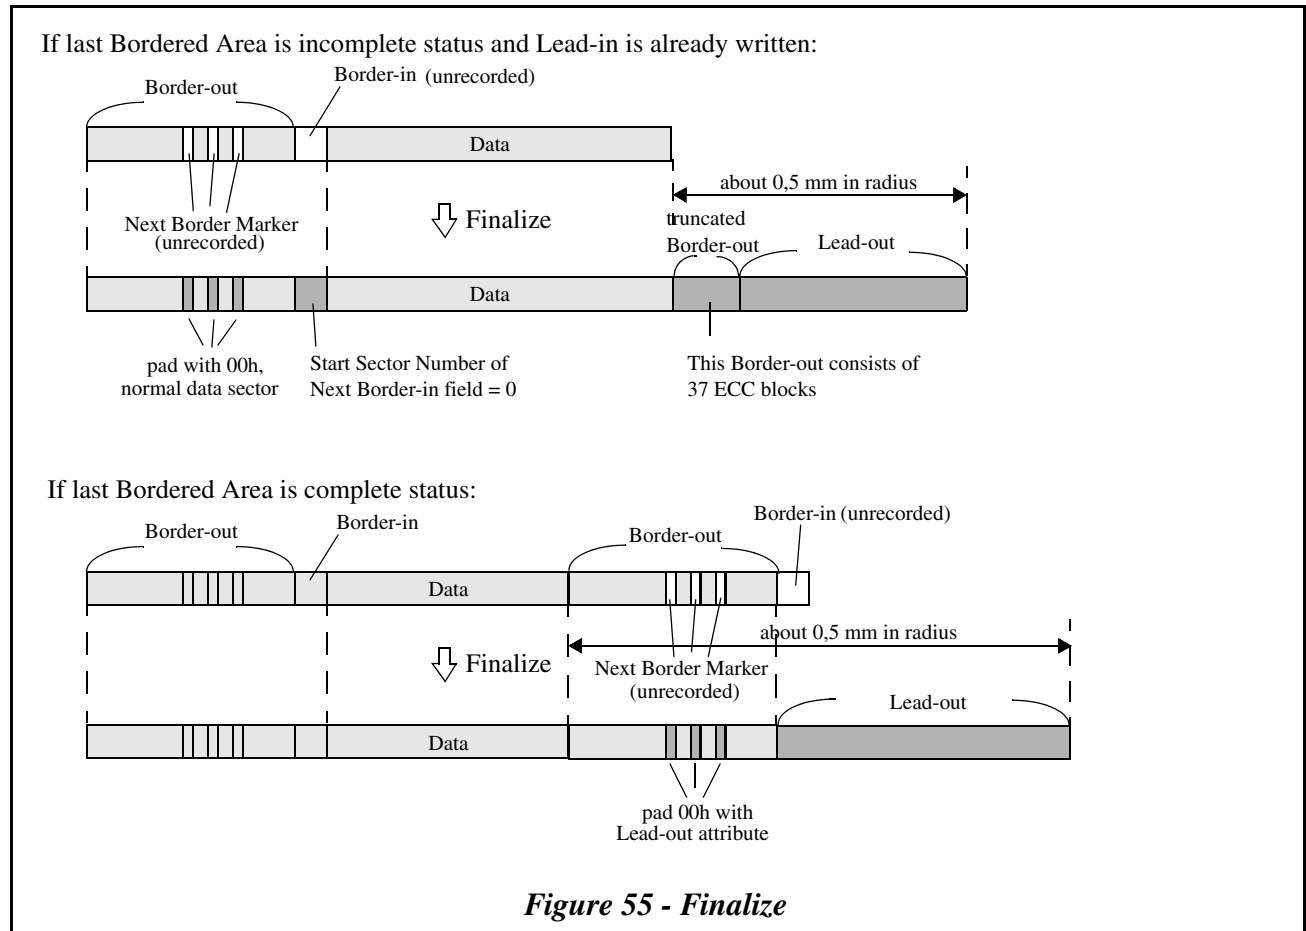 If last Bordered Area is incomplete status and Lead-in is already written:
Border-in (unrecorded)
Border-out
Data
about 0,5 mm in radius
Next Border Marker
(unrecorded)
Finalize
truncated
Border-out
Lead-out
Data
pad with 00h,
normal data sector
Start Sector Number of
Next Border-in field = 0
This Border-out consists of
37 ECC blocks
If last Bordered Area is complete status:
Border-out
Border-in
Border-out
Border-in (unrecorded)
Data
about 0,5 mm in radius
Finalize
Next Border Marker
(unrecorded)
Lead-out
Data
pad 00h with
Lead-out attribute
Figure 55 - Finalize